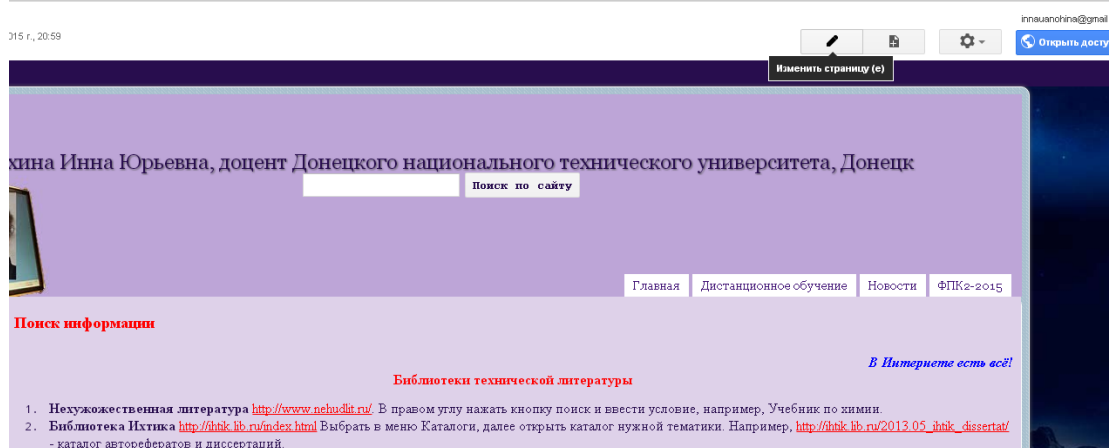 innauanohina@gmail
015 г., 20:59
Открыть досту
Изменить страницу (e)
хина Инна Юрьевна, доцент Донецкого национального технического университета, Донецк
Поиск по сайту
Главная Дистанционное обучение Новости ФПК2-2015
Поиск информации
В Интернете есть всё!
Библиотеки технической литературы
1. Нехужожественная литература http://www.nehudlit.ru/. В правом углу нажать кнопку поиск и ввести условие, например, Учебник по химии.
2. Библиотека Ихтика http://ihtik.lib.ru/index.html Выбрать в меню Каталоги, далее открыть каталог нужной тематики. Например, http://ihtik.lib.ru/2013.05_ihtik_dissertat/
- каталог авторефератов и диссертаций.